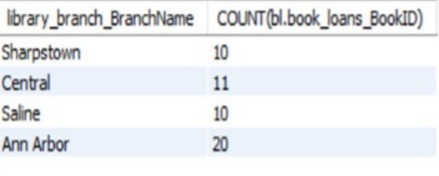 library_branch_BranchName COUNT(bl.book_loans_BookID)
Sharpstown 10
Central 11
Saline 10
Ann Arbor 20